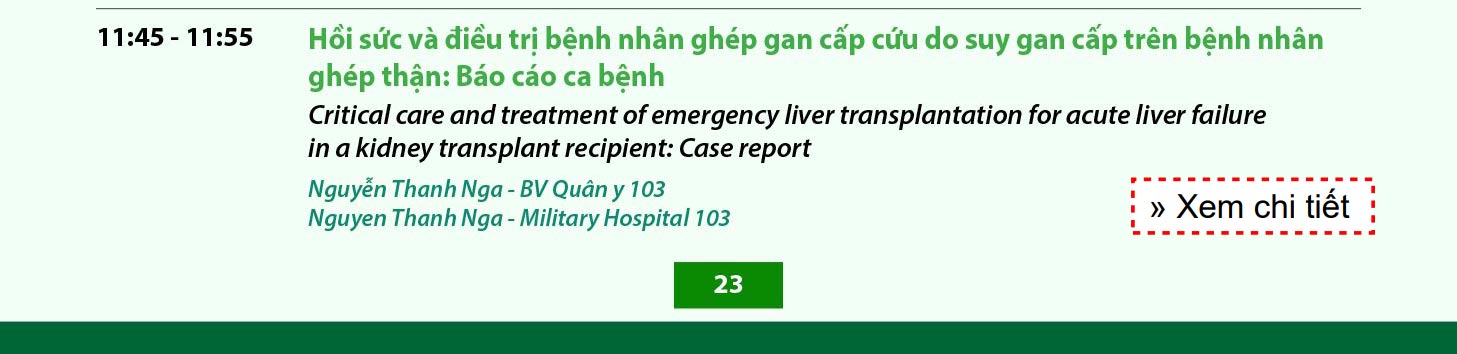 11:45 - 11:55
Hồi sức và điều trị bệnh nhân ghép gan cấp cứu do suy gan cấp trên bệnh nhân
ghép thận: Báo cáo ca bệnh
Critical care and treatment of emergency liver transplantation for acute liver failure
in a kidney transplant recipient: Case report
Nguyễn Thanh Nga - BV Quân y 103
Nguyen Thanh Nga - Military Hospital 103
» Xem chi tiết
23